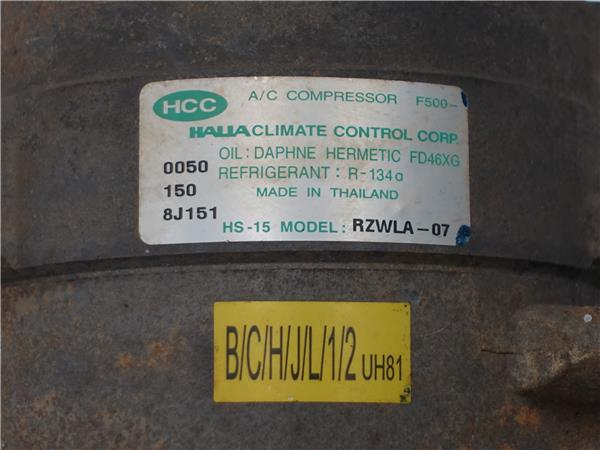 HCC A/C COMPRESSOR F500-
HALLA CLIMATE CONTROL CORP.
OIL: DAPHNE HERMETIC FD46XG
0050 REFRIGERANT: R-134a
150 MADE IN THAILAND
8J151
HS-15 MODEL: RZWLA-07
B/C/H/J/L/1/2 UH81